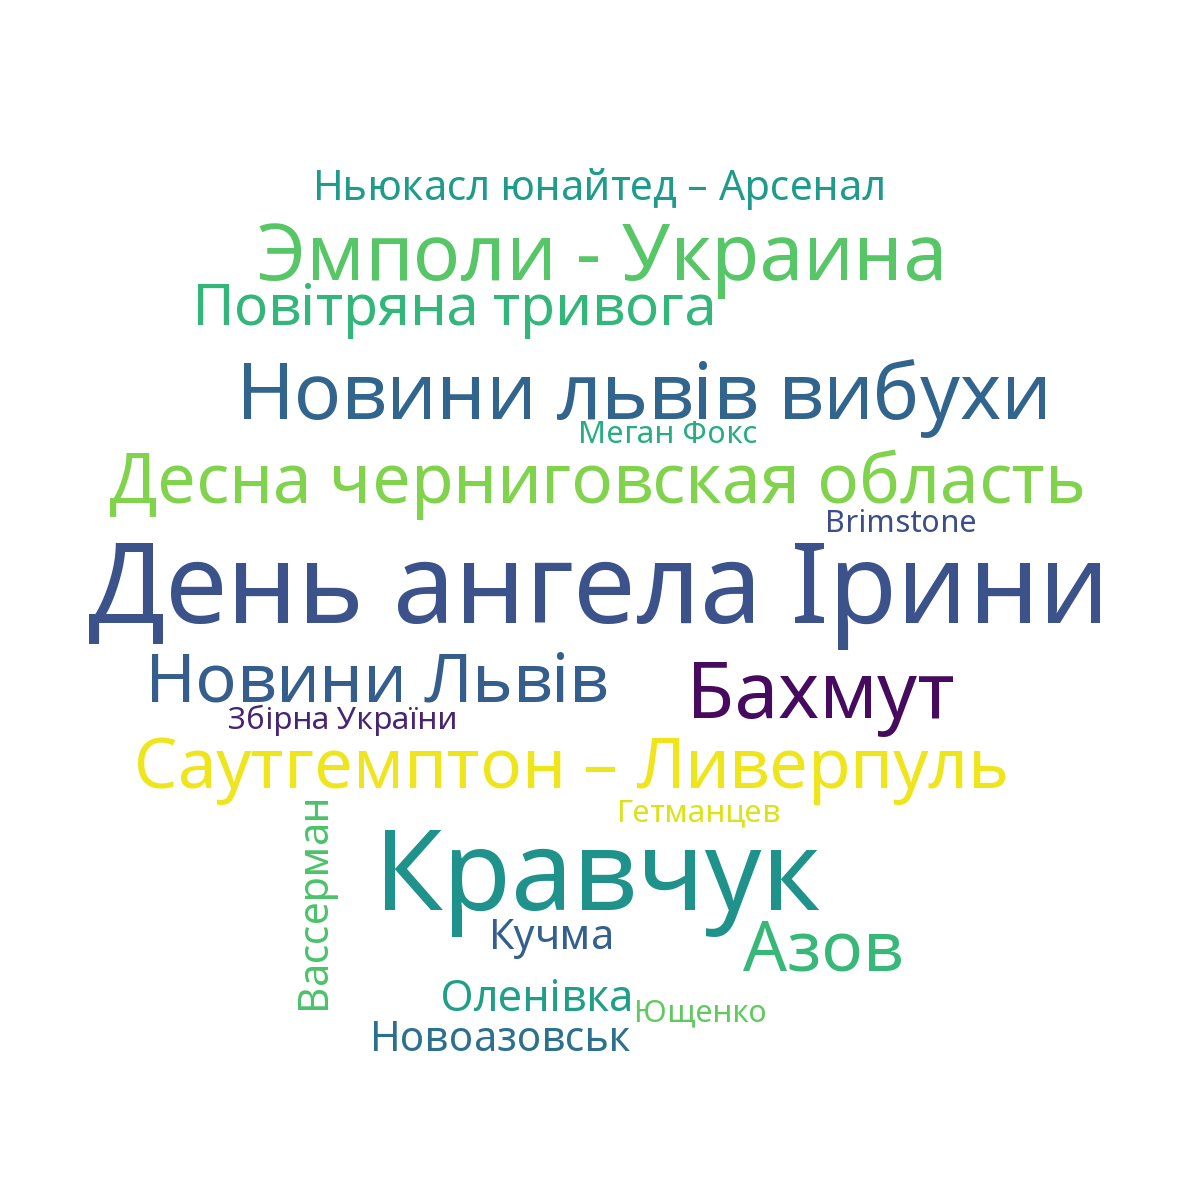 Ньюкасл юнайтед – Арсенал
Эмполи - Украина
Повітряна тривога
Новини львів вибухи
Меган Фокс
Десна черниговская область
Brimstone
День ангела Ірини
Новини Львів
Бахмут
Збірна України
Саутгемптон – Ливерпуль
Гетманцев
Вассерман
Кравчук
Кучма
Азов
Оленівка
Ющенко
Новоазовськ